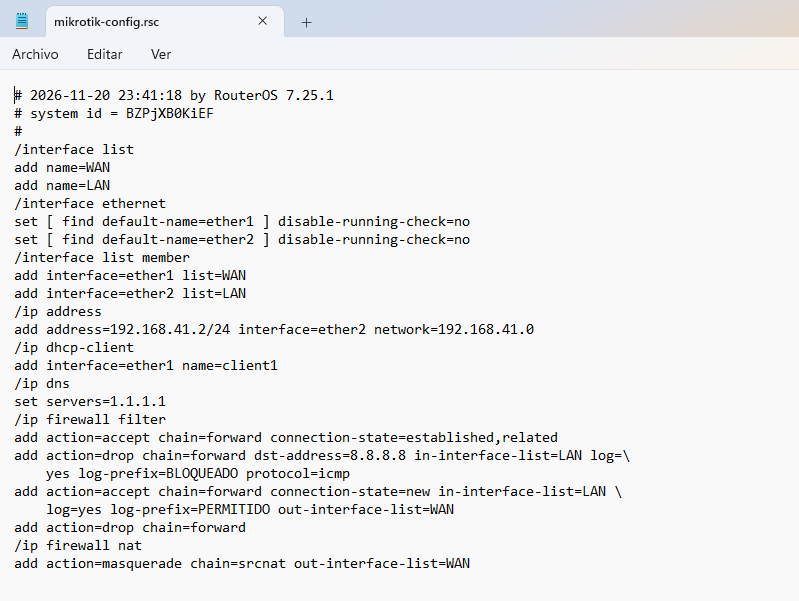 mikrotik-config.rsc
Archivo Editar Ver
# 2026-11-20 23:41:18 by RouterOS 7.25.1
# system id = BZPjXB0KiEF
#
/interface list
add name=WAN
add name=LAN
/interface ethernet
set [ find default-name=ether1 ] disable-running-check=no
set [ find default-name=ether2 ] disable-running-check=no
/interface list member
add interface=ether1 list=WAN
add interface=ether2 list=LAN
/ip address
add address=192.168.41.2/24 interface=ether2 network=192.168.41.0
/ip dhcp-client
add interface=ether1 name=client1
/ip dns
set servers=1.1.1.1
/ip firewall filter
add action=accept chain=forward connection-state=established,related
add action=drop chain=forward dst-address=8.8.8.8 in-interface-list=LAN log=\
    yes log-prefix=BLOQUEADO protocol=icmp
add action=accept chain=forward connection-state=new in-interface-list=LAN \
    log=yes log-prefix=PERMITIDO out-interface-list=WAN
add action=drop chain=forward
/ip firewall nat
add action=masquerade chain=srcnat out-interface-list=WAN